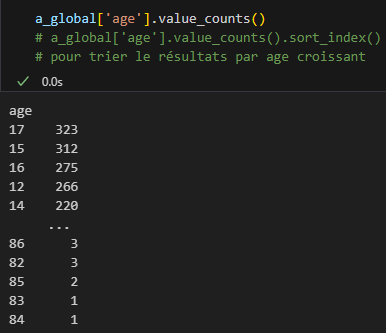 a_global['age'].value_counts()
# a_global['age'].value_counts().sort_index()
# pour trier le résultats par age croissant
✓ 0.0s
age
17 323
15 312
16 275
12 266
14 220
...
86 3
82 3
85 2
83 1
84 1